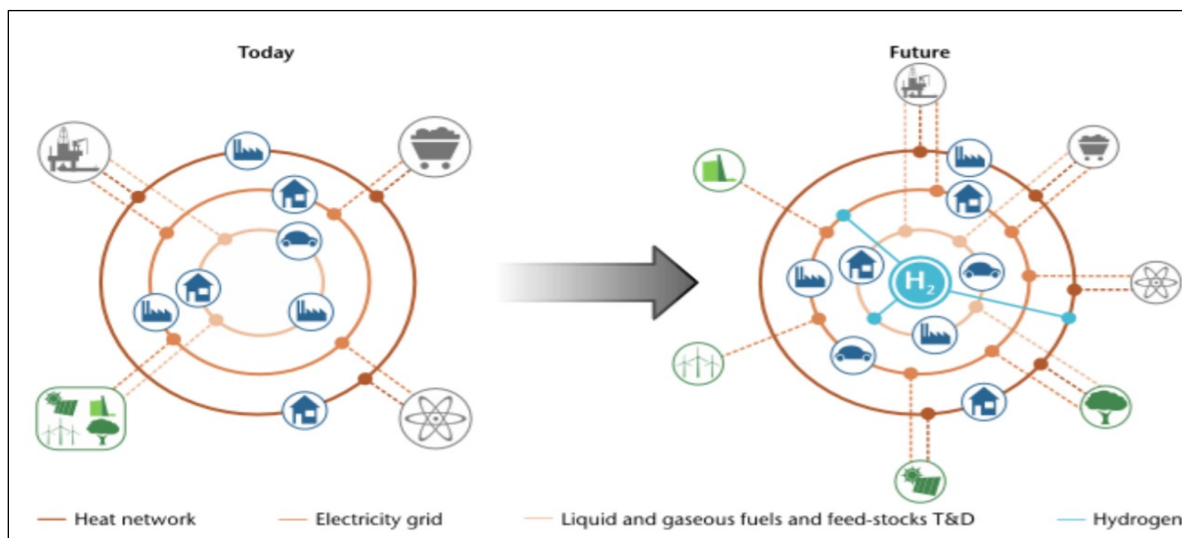 Today
Future
H2
Heat network
Electricity grid
Liquid and gaseous fuels and feed-stocks T&D
Hydrogen